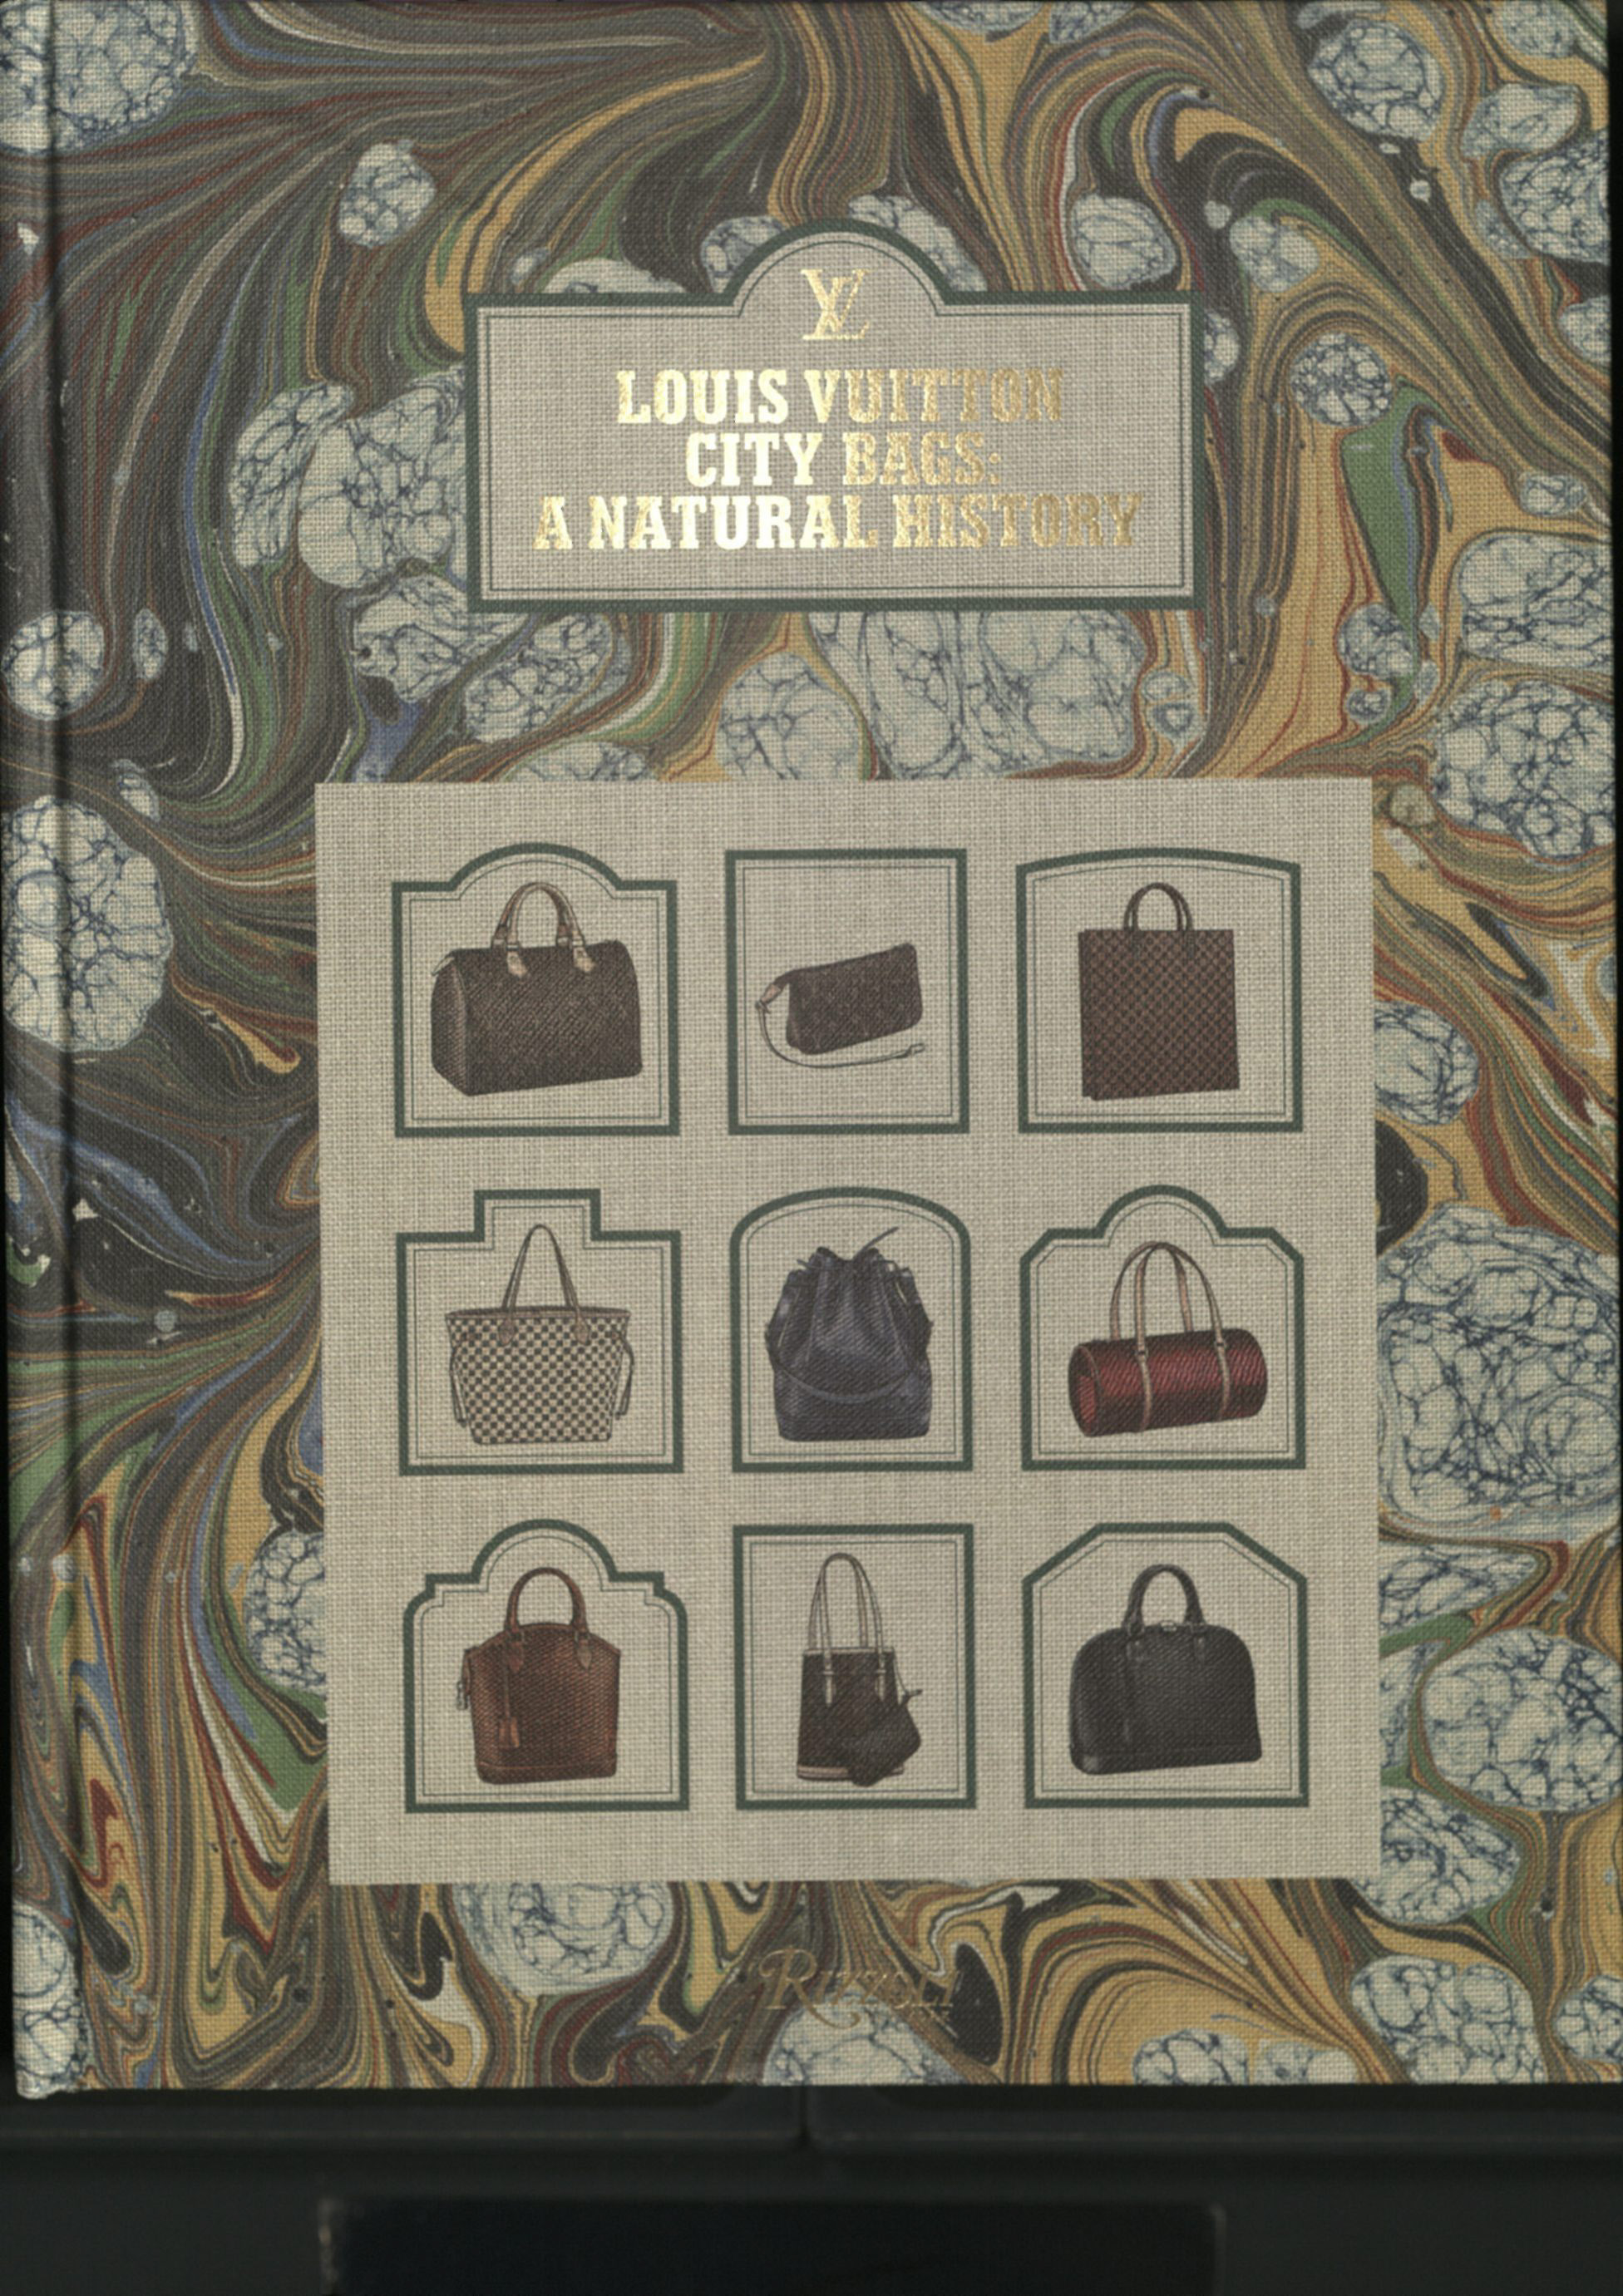 LV
LOUIS VUITTON
CITY BAGS:
A NATURAL HISTORY
RIZZOLI